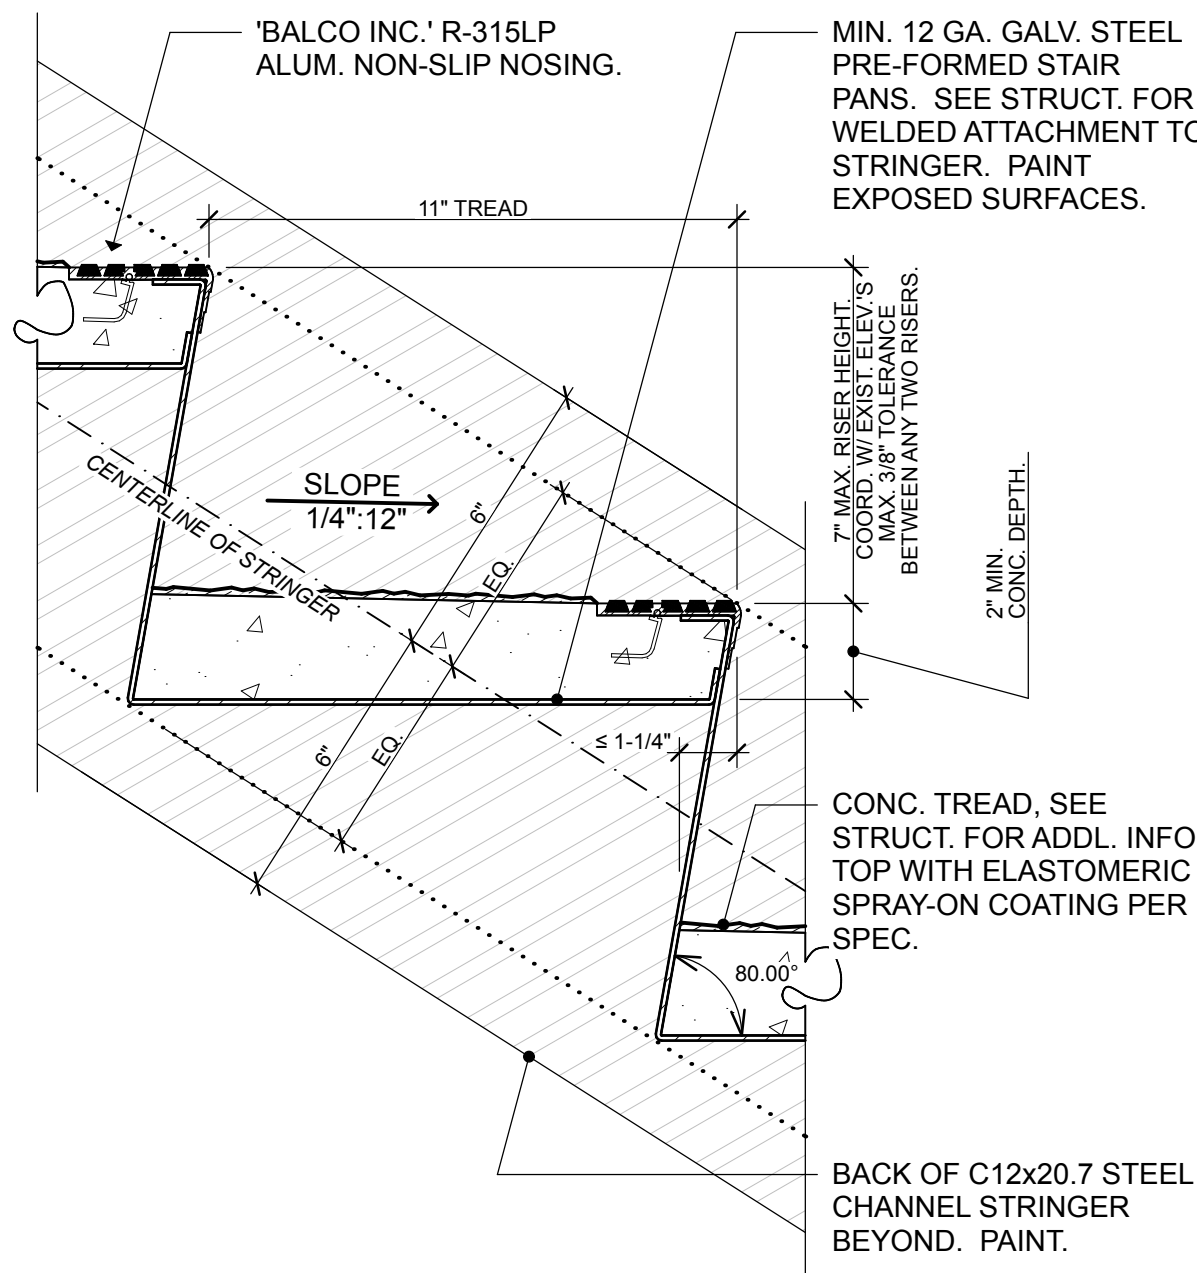 'BALCO INC.' R-315LP
ALUM. NON-SLIP NOSING.
MIN. 12 GA. GALV. STEEL
PRE-FORMED STAIR
PANS. SEE STRUCT. FOR
WELDED ATTACHMENT TO
STRINGER. PAINT
EXPOSED SURFACES.
11" TREAD
7" MAX. RISER HEIGHT.
COORD. W/ EXIST. ELEV.'S
MAX. 3/8" TOLERANCE
BETWEEN ANY TWO RISERS.
2" MIN.
CONC. DEPTH.
SLOPE
1/4":12"
CENTERLINE OF STRINGER
6"
EQ.
6"
EQ.
≤ 1-1/4"
CONC. TREAD, SEE
STRUCT. FOR ADDL. INFO
TOP WITH ELASTOMERIC
SPRAY-ON COATING PER
SPEC.
80.00°
BACK OF C12x20.7 STEEL
CHANNEL STRINGER
BEYOND. PAINT.